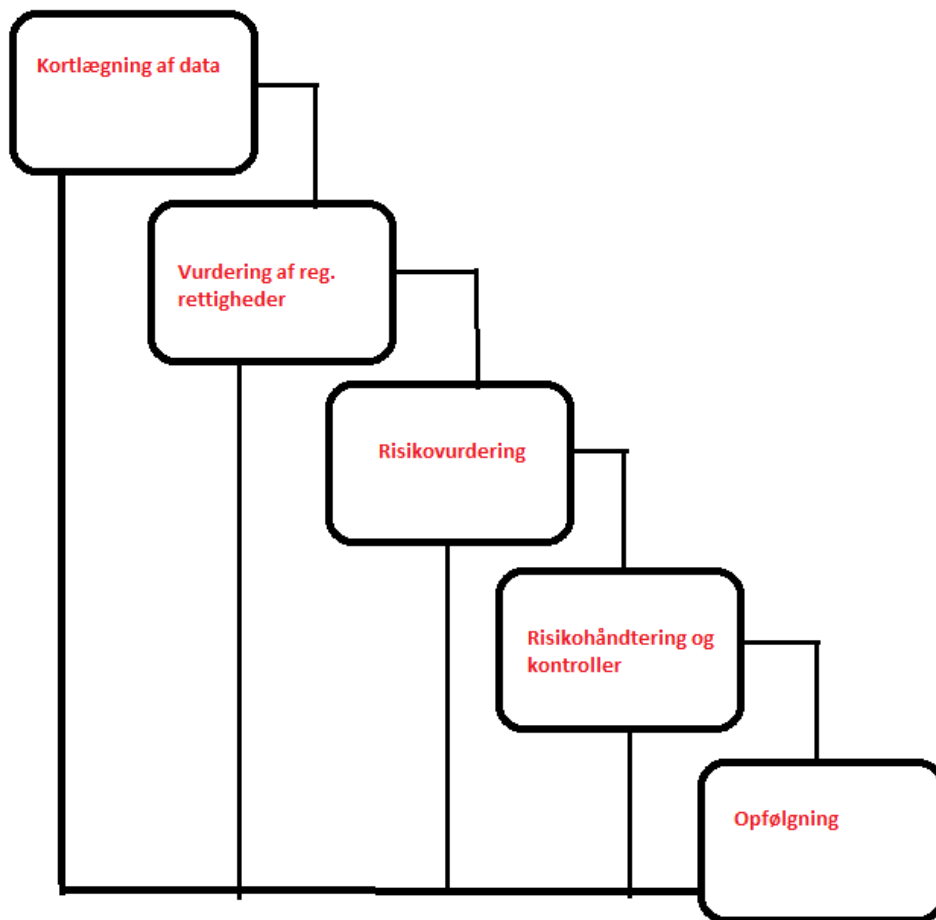 Kortlægning af data
Vurdering af reg.
rettigheder
Risikovurdering
Risikohåndtering og
kontroller
Opfølgning